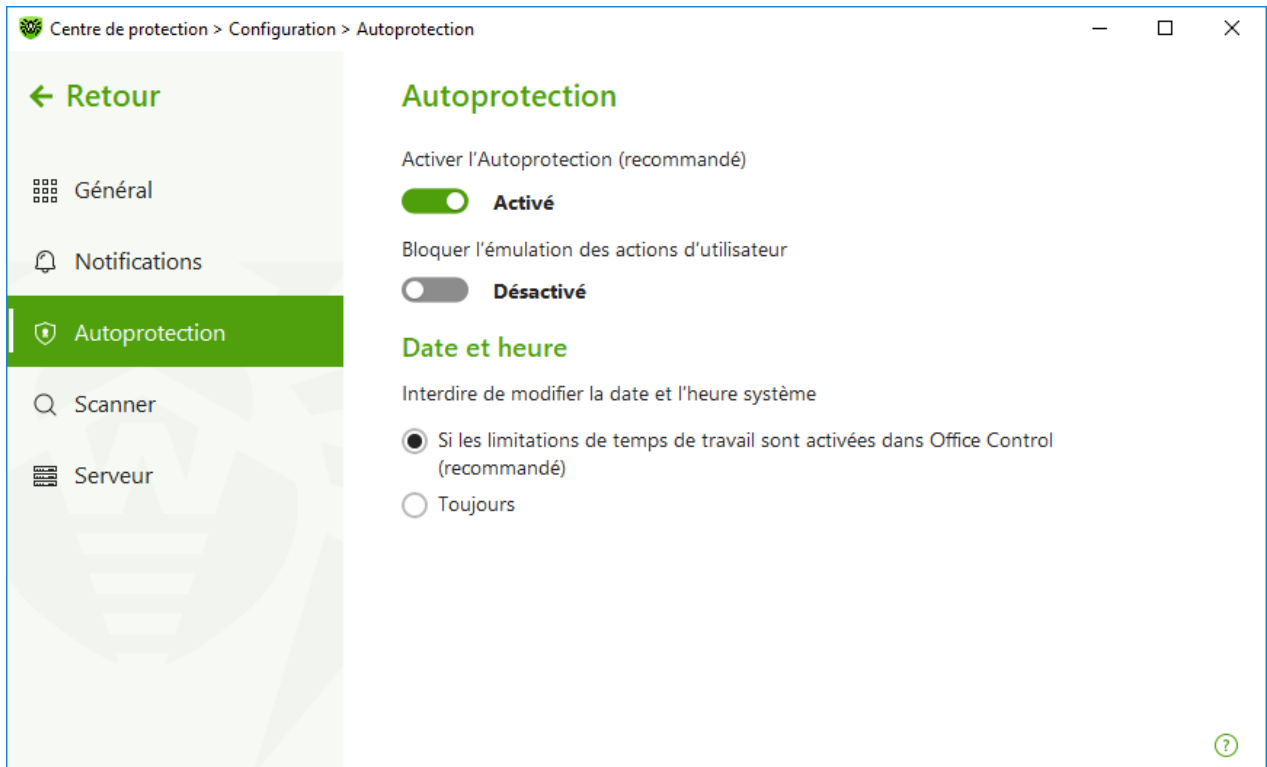 Centre de protection > Configuration > Autoprotection
Retour
Général
Notifications
Autoprotection
Scanner
Serveur
Autoprotection
Activer l'Autoprotection (recommandé)
Activé
Bloquer l'émulation des actions d'utilisateur
Désactivé
Date et heure
Interdire de modifier la date et l'heure système
Si les limitations de temps de travail sont activées dans Office Control
(recommandé)
Toujours
?